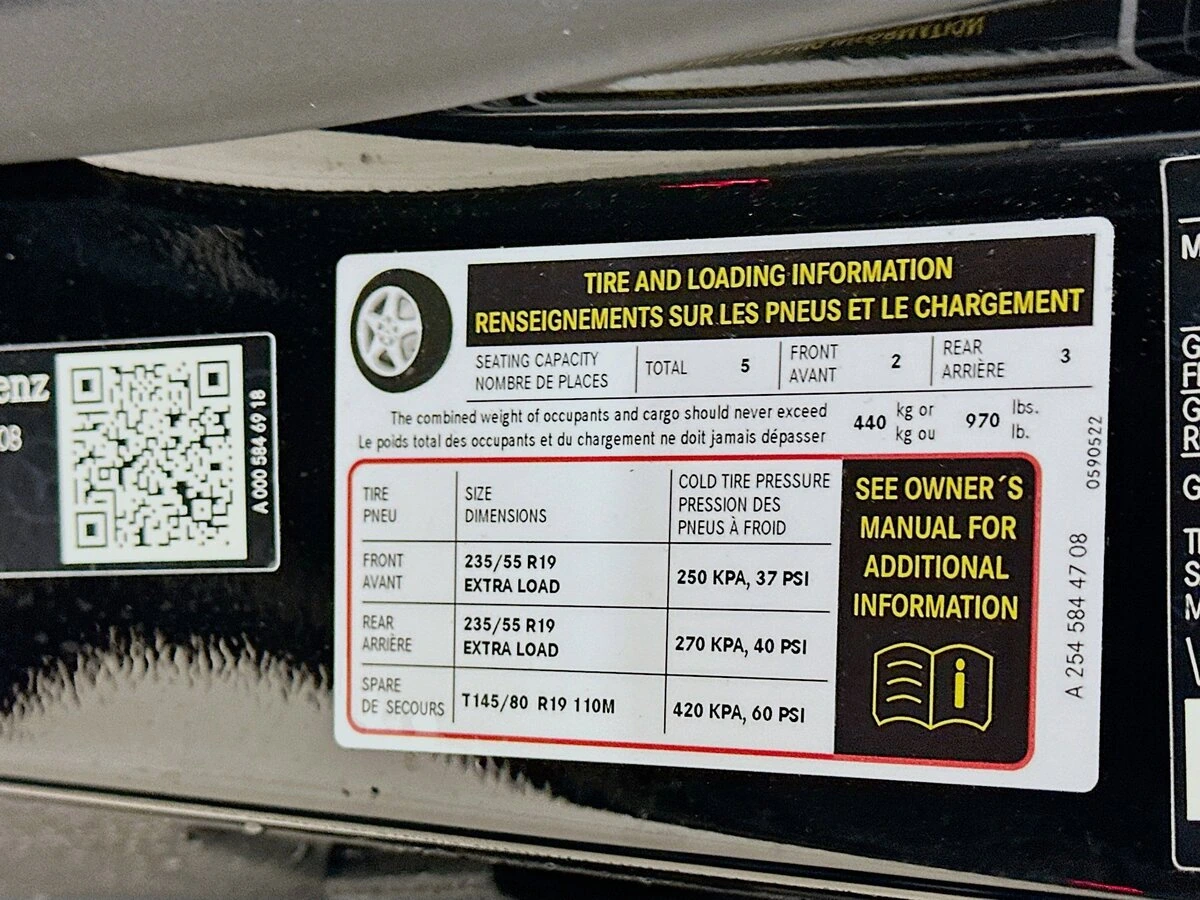 TIRE AND LOADING INFORMATION
RENSEIGNEMENTS SUR LES PNEUS ET LE CHARGEMENT
SEATING CAPACITY
NOMBRE DE PLACES
TOTAL 5
FRONT
AVANT 2
REAR
ARRIÈRE 3
The combined weight of occupants and cargo should never exceed
Le poids total des occupants et du chargement ne doit jamais dépasser
440 kg or
kg ou
970 lbs.
lb.
TIRE
PNEU
SIZE
DIMENSIONS
COLD TIRE PRESSURE
PRESSION DES
PNEUS À FROID
FRONT
AVANT
235/55 R19
EXTRA LOAD
250 KPA, 37 PSI
REAR
ARRIÈRE
235/55 R19
EXTRA LOAD
270 KPA, 40 PSI
SPARE
DE SECOURS
T145/80 R19 110M
420 KPA, 60 PSI
SEE OWNER´S
MANUAL FOR
ADDITIONAL
INFORMATION
0590522
A 254 584 47 08
enz
08
A 000 584 69 18